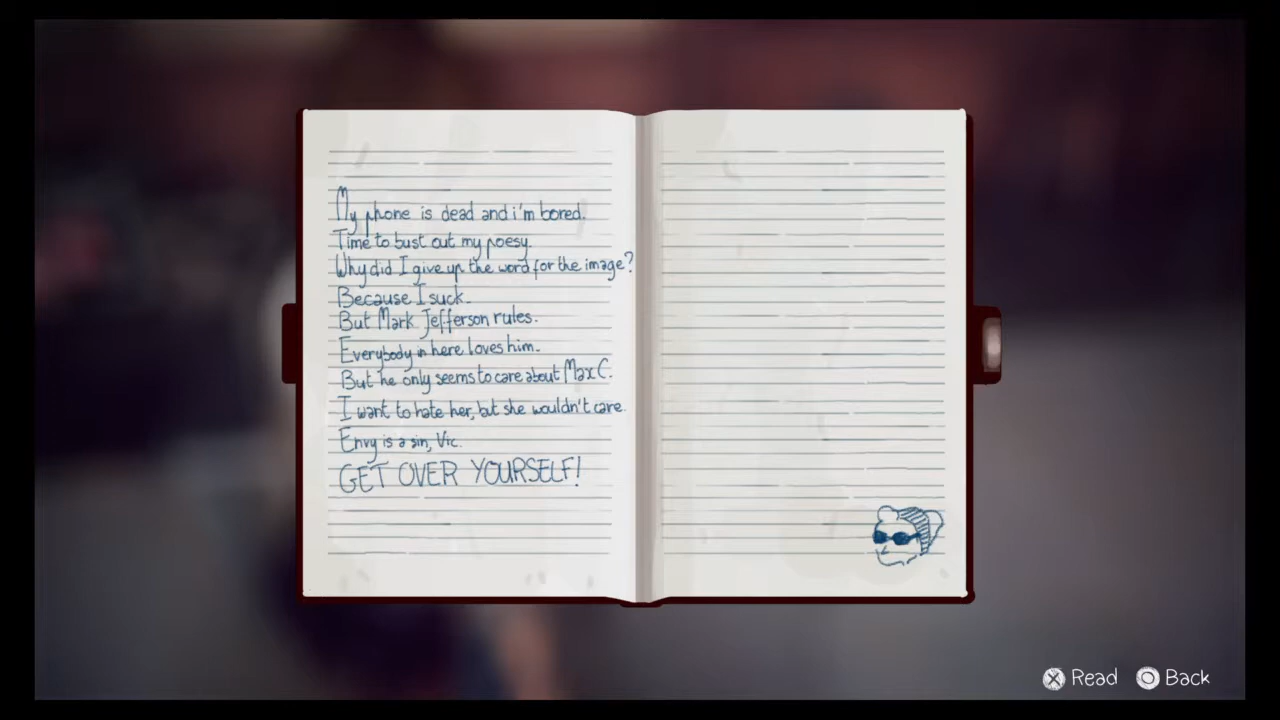 My phone is dead and i'm bored.
Time to bust out my poesy.
Why did I give up the word for the image?
Because I suck.
But Mark Jefferson rules.
Everybody in here loves him.
But he only seems to care about Max C.
I want to hate her, but she wouldn't care.
Envy is a sin, Vic.
GET OVER YOURSELF!
Read Back